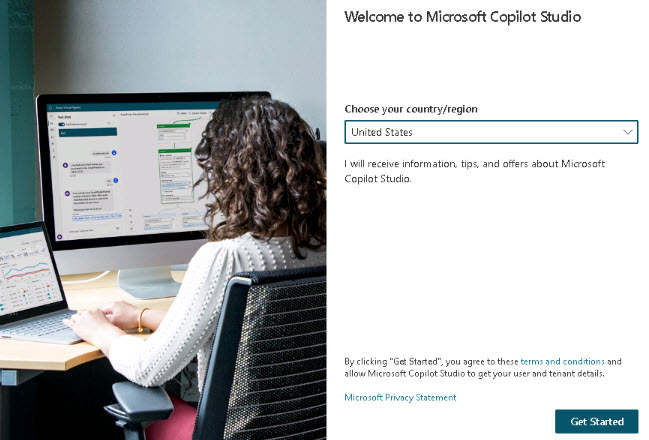 Welcome to Microsoft Copilot Studio
Choose your country/region
United States
I will receive information, tips, and offers about Microsoft
Copilot Studio.
By clicking "Get Started", you agree to these terms and conditions and
allow Microsoft Copilot Studio to get your user and tenant details.
Microsoft Privacy Statement
Get Started